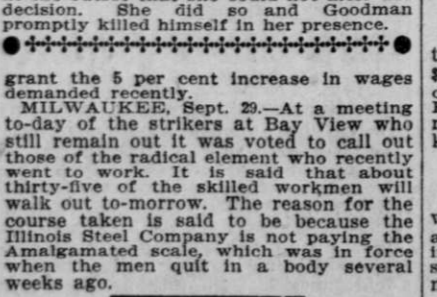 decision. She did so and Goodman
promptly killed himself in her presence.
grant the 5 per cent increase in wages
demanded recently.
MILWAUKEE, Sept. 29.—At a meeting
to-day of the strikers at Bay View who
still remain out it was voted to call out
those of the radical element who recently
went to work. It is said that about
thirty-five of the skilled workmen will
walk out to-morrow. The reason for the
course taken is said to be because the
Illinois Steel Company is not paying the
Amalgamated scale, which was in force
when the men quit in a body several
weeks ago.